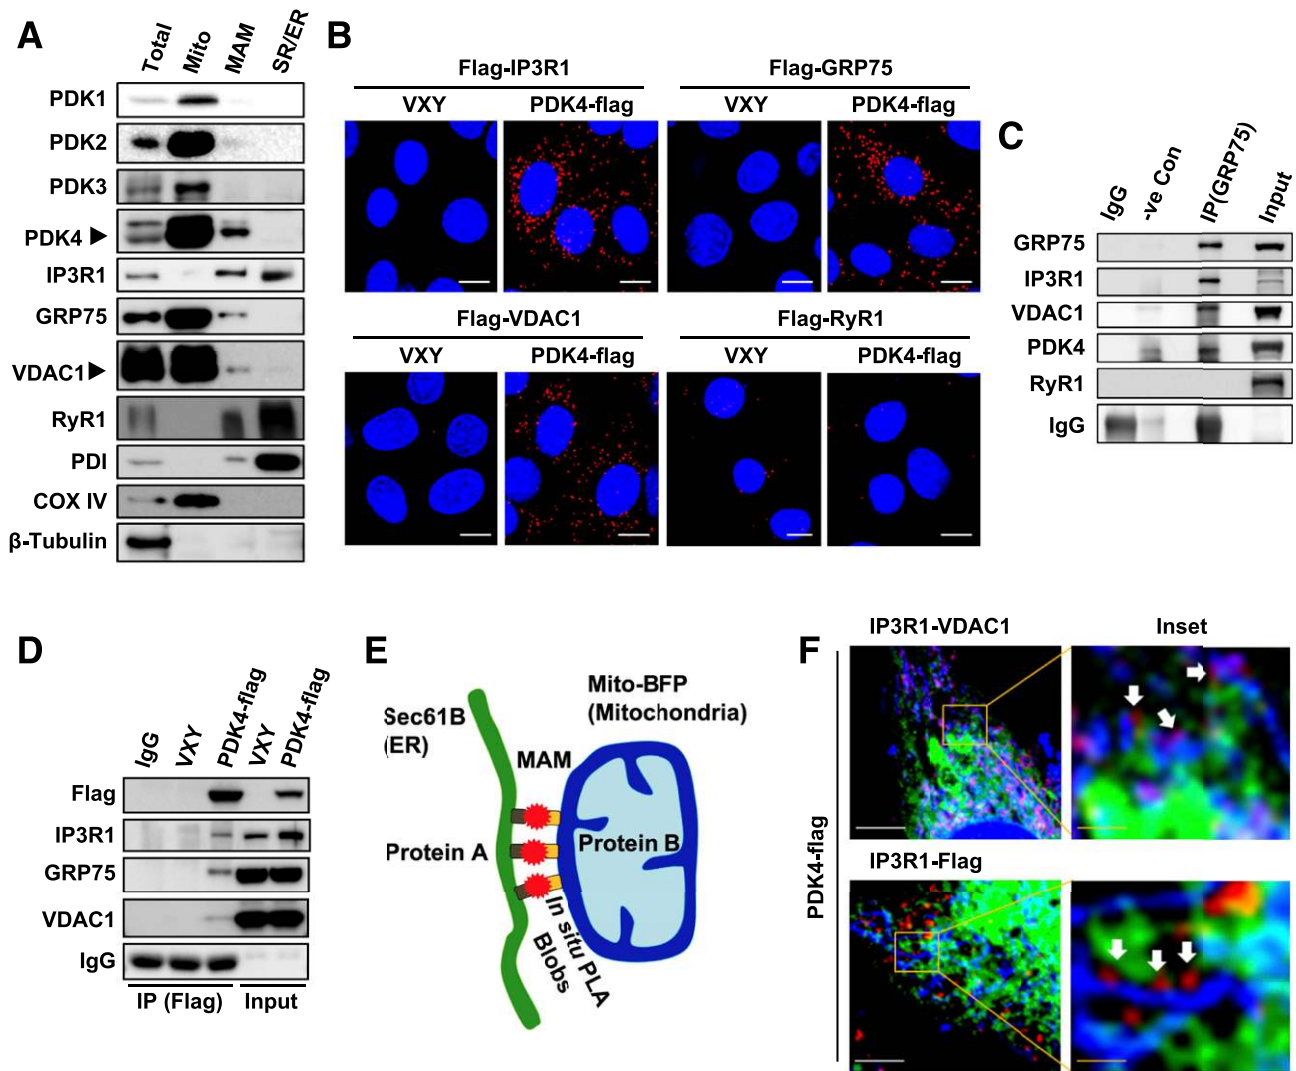 A
Total
Mito
MAM
SR/ER
PDK1
PDK2
PDK3
PDK4
IP3R1
GRP75
VDAC1
RyR1
PDI
COX IV
β-Tubulin
B
Flag-IP3R1
Flag-GRP75
VXY
PDK4-flag
VXY
PDK4-flag
Flag-VDAC1
Flag-RyR1
VXY
PDK4-flag
VXY
PDK4-flag
C
IgG
-ve Con
IP(GRP75)
Input
GRP75
IP3R1
VDAC1
PDK4
RyR1
IgG
D
IgG
VXY
PDK4-flag
VXY
PDK4-flag
Flag
IP3R1
GRP75
VDAC1
IgG
IP (Flag)
Input
E
Sec61B
(ER)
Mito-BFP
(Mitochondria)
MAM
Protein A
Protein B
In situ PLA
Blobs
F
IP3R1-VDAC1
Inset
PDK4-flag
IP3R1-Flag